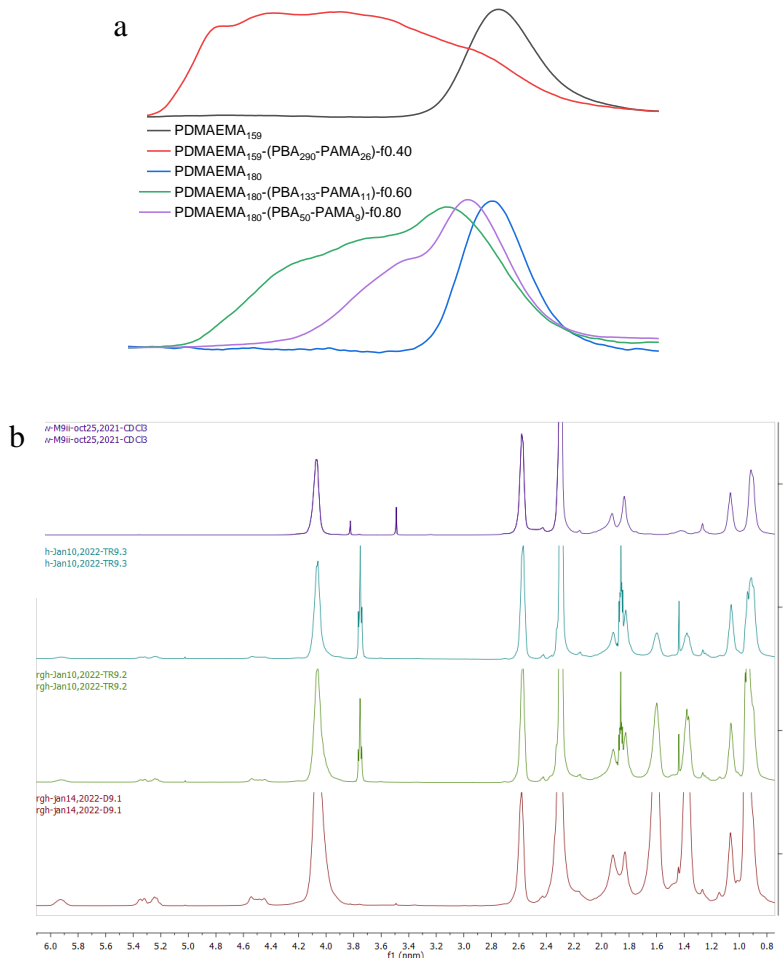 a
PDMAEMA₁₅₉
PDMAEMA₁₅₉-(PBA₂₉₀-PAMA₂₆)-f0.40
PDMAEMA₁₈₀
PDMAEMA₁₈₀-(PBA₁₃₃-PAMA₁₁)-f0.60
PDMAEMA₁₈₀-(PBA₅₀-PAMA₉)-f0.80
b
-M9ii-oct25,2021-CDCl3
-M9ii-oct25,2021-CDCl3
h-Jan10,2022-TR9.3
h-Jan10,2022-TR9.3
rgh-Jan10,2022-TR9.2
rgh-Jan10,2022-TR9.2
rgh-jan14,2022-D9.1
rgh-jan14,2022-D9.1
6.0 5.8 5.6 5.4 5.2 5.0 4.8 4.6 4.4 4.2 4.0 3.8 3.6 3.4 3.2 3.0 2.8 2.6 2.4 2.2 2.0 1.8 1.6 1.4 1.2 1.0 0.8
f1 (ppm)